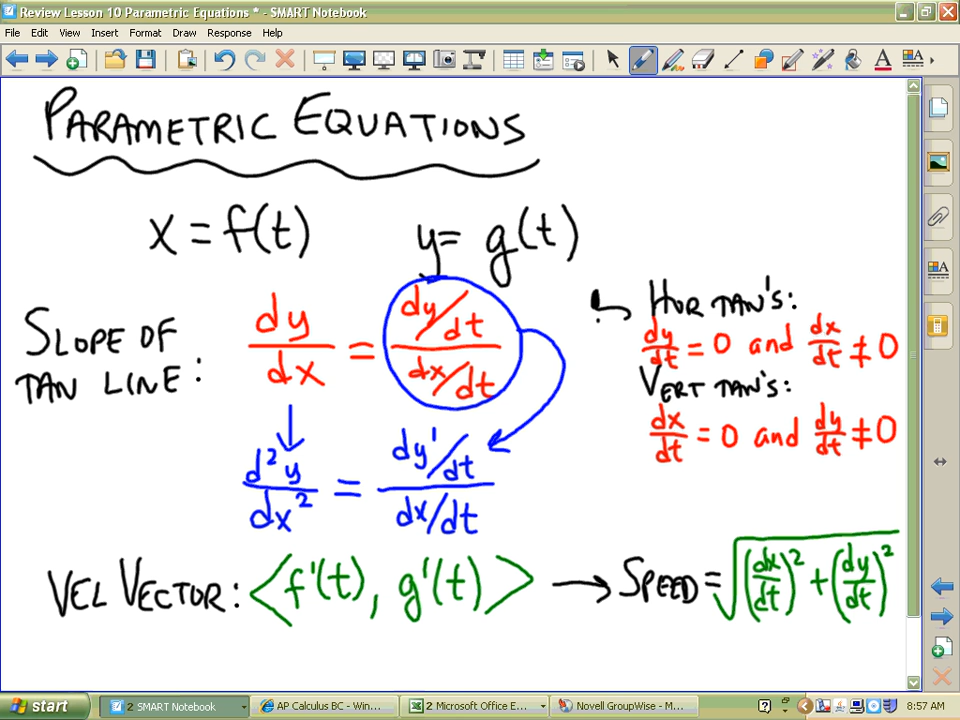 Review Lesson 10 Parametric Equations * - SMART Notebook
File Edit View Insert Format Draw Response Help
PARAMETRIC EQUATIONS
x = f(t) y = g(t)
SLOPE OF TAN LINE: dy/dx = (dy/dt)/(dx/dt)
HOR TAN'S:
dy/dt = 0 and dx/dt ≠ 0
VERT TAN'S:
dx/dt = 0 and dy/dt ≠ 0
d²y/dx² = (dy'/dt)/(dx/dt)
VEL VECTOR: <f'(t), g'(t)> → SPEED = √((dx/dt)² + (dy/dt)²)
start 2 SMART Notebook AP Calculus BC - Win... 2 Microsoft Office E... Novell GroupWise - M... 8:57 AM